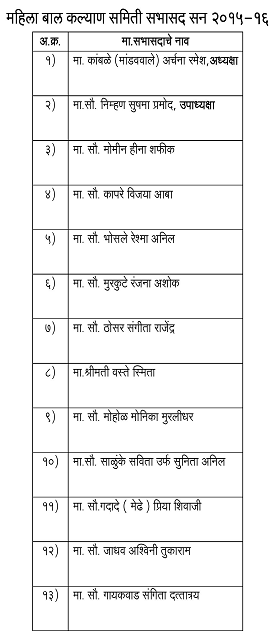 महिला बाल कल्याण समिती सभासद सन २०१५-१६
अ.क्र. मा.सभासदाचे नाव
१) मा. कांबळे (मांडववाले) अर्चना रमेश,अध्यक्षा
२) मा.सौ. निम्हण सुषमा प्रमोद, उपाध्यक्षा
३) मा. सौ. मोमीन हीना शफीक
४) मा. सौ. कापरे विजया आबा
५) मा. सौ. भोसले रेश्मा अनिल
६) मा. सौ. मुरकुटे रंजना अशोक
७) मा. सौ. ठोसर संगीता राजेंद्र
८) मा.श्रीमती वस्ते स्मिता
९) मा. सौ. मोहोळ मोनिका मुरलीधर
१०) मा.सौ. साळुंके सविता उर्फ सुनिता अनिल
११) मा. सौ.गदादे ( मेढे ) प्रिया शिवाजी
१२) मा. सौ. जाधव अश्विनी तुकाराम
१३) मा. सौ. गायकवाड संगिता दत्तात्रय